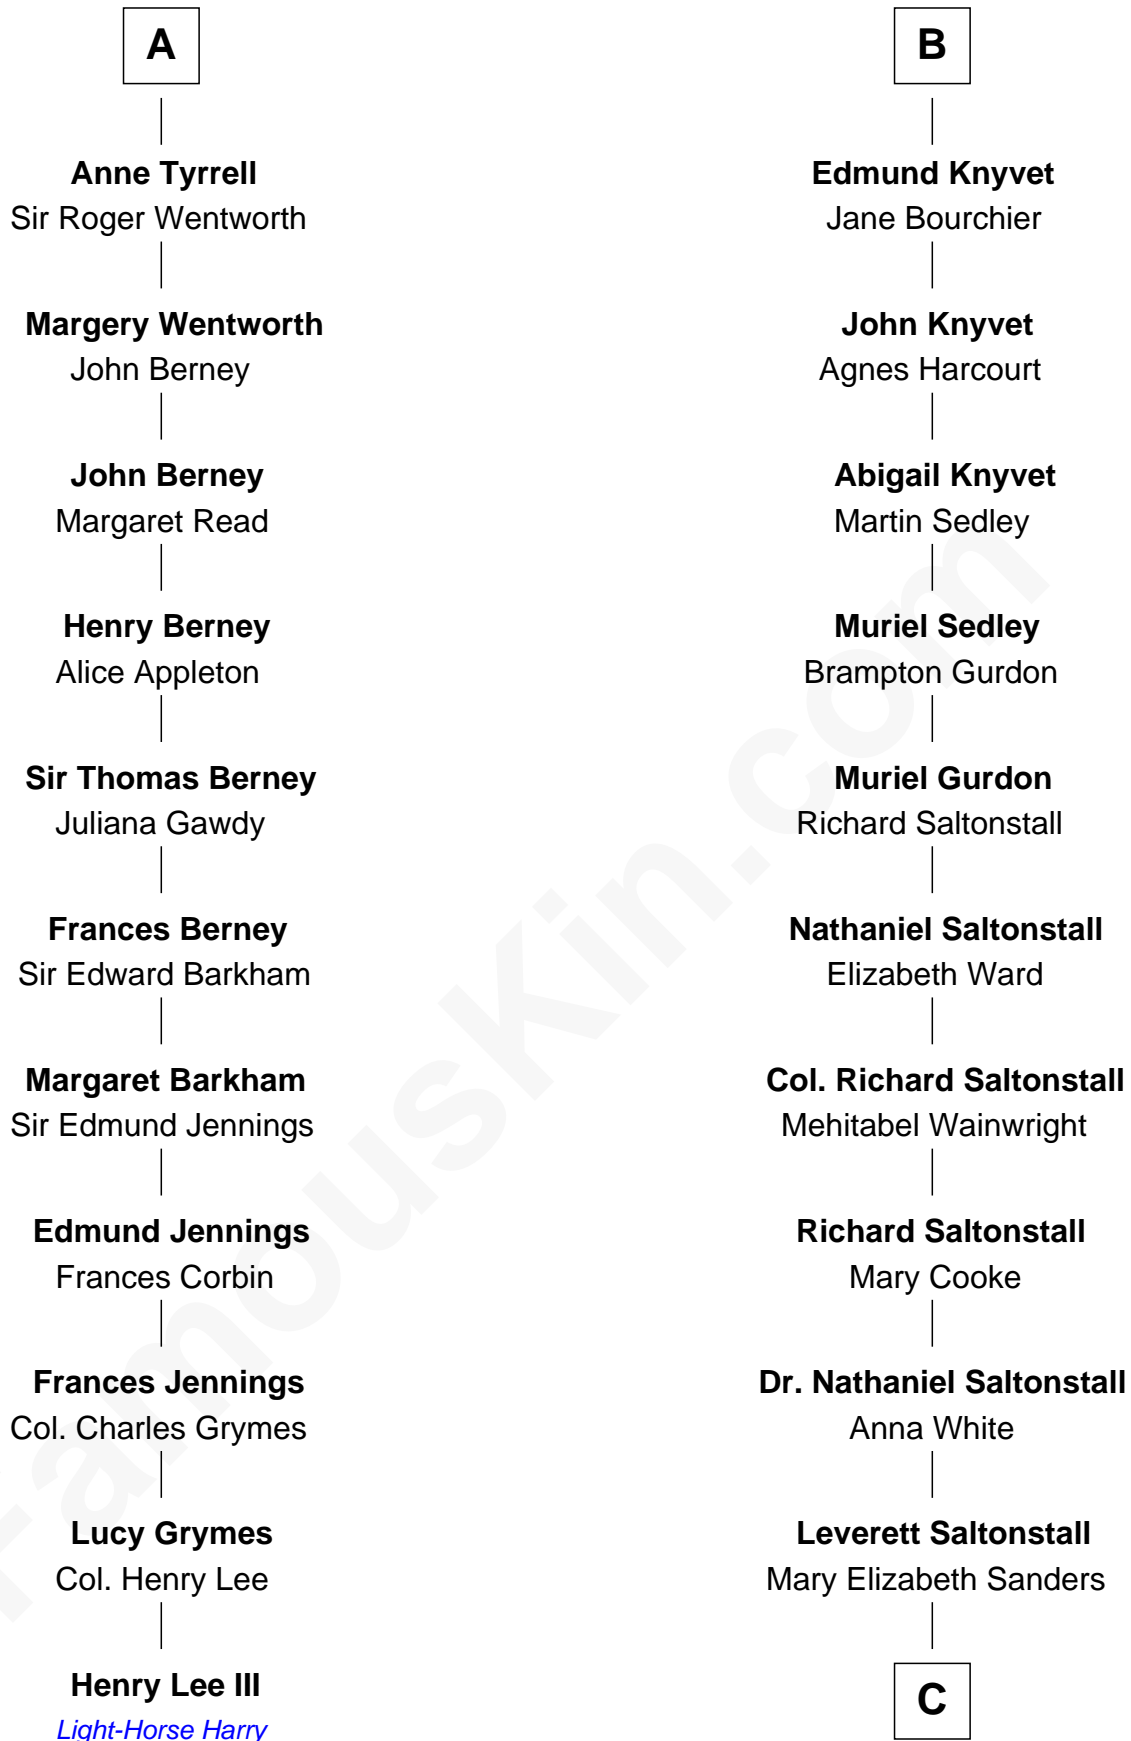 A
Anne Tyrrell
Sir Roger Wentworth
Margery Wentworth
John Berney
John Berney
Margaret Read
Henry Berney
Alice Appleton
Sir Thomas Berney
Juliana Gawdy
Frances Berney
Sir Edward Barkham
Margaret Barkham
Sir Edmund Jennings
Edmund Jennings
Frances Corbin
Frances Jennings
Col. Charles Grymes
Lucy Grymes
Col. Henry Lee
Henry Lee III
Light-Horse Harry
B
Edmund Knyvet
Jane Bourchier
John Knyvet
Agnes Harcourt
Abigail Knyvet
Martin Sedley
Muriel Sedley
Brampton Gurdon
Muriel Gurdon
Richard Saltonstall
Nathaniel Saltonstall
Elizabeth Ward
Col. Richard Saltonstall
Mehitabel Wainwright
Richard Saltonstall
Mary Cooke
Dr. Nathaniel Saltonstall
Anna White
Leverett Saltonstall
Mary Elizabeth Sanders
C
FamousKin.com